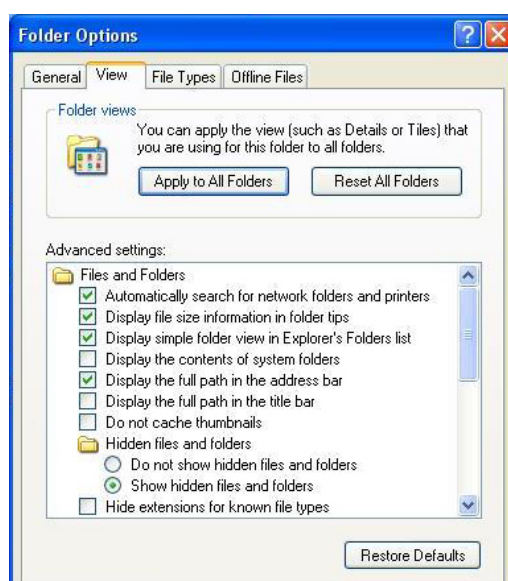 Folder Options
General View File Types Offline Files
Folder views
You can apply the view (such as Details or Tiles) that
you are using for this folder to all folders.
Apply to All Folders Reset All Folders
Advanced settings:
Files and Folders
Automatically search for network folders and printers
Display file size information in folder tips
Display simple folder view in Explorer's Folders list
Display the contents of system folders
Display the full path in the address bar
Display the full path in the title bar
Do not cache thumbnails
Hidden files and folders
Do not show hidden files and folders
Show hidden files and folders
Hide extensions for known file types
Restore Defaults